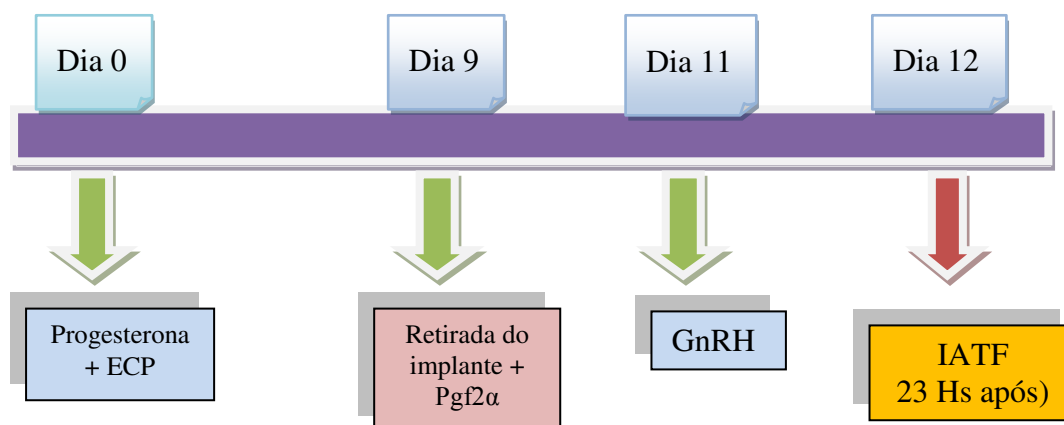 Dia 0
Dia 9
Dia 11
Dia 12
Progesterona
+ ECP
Retirada do
implante +
Pgf2α
GnRH
IATF
23 Hs após)